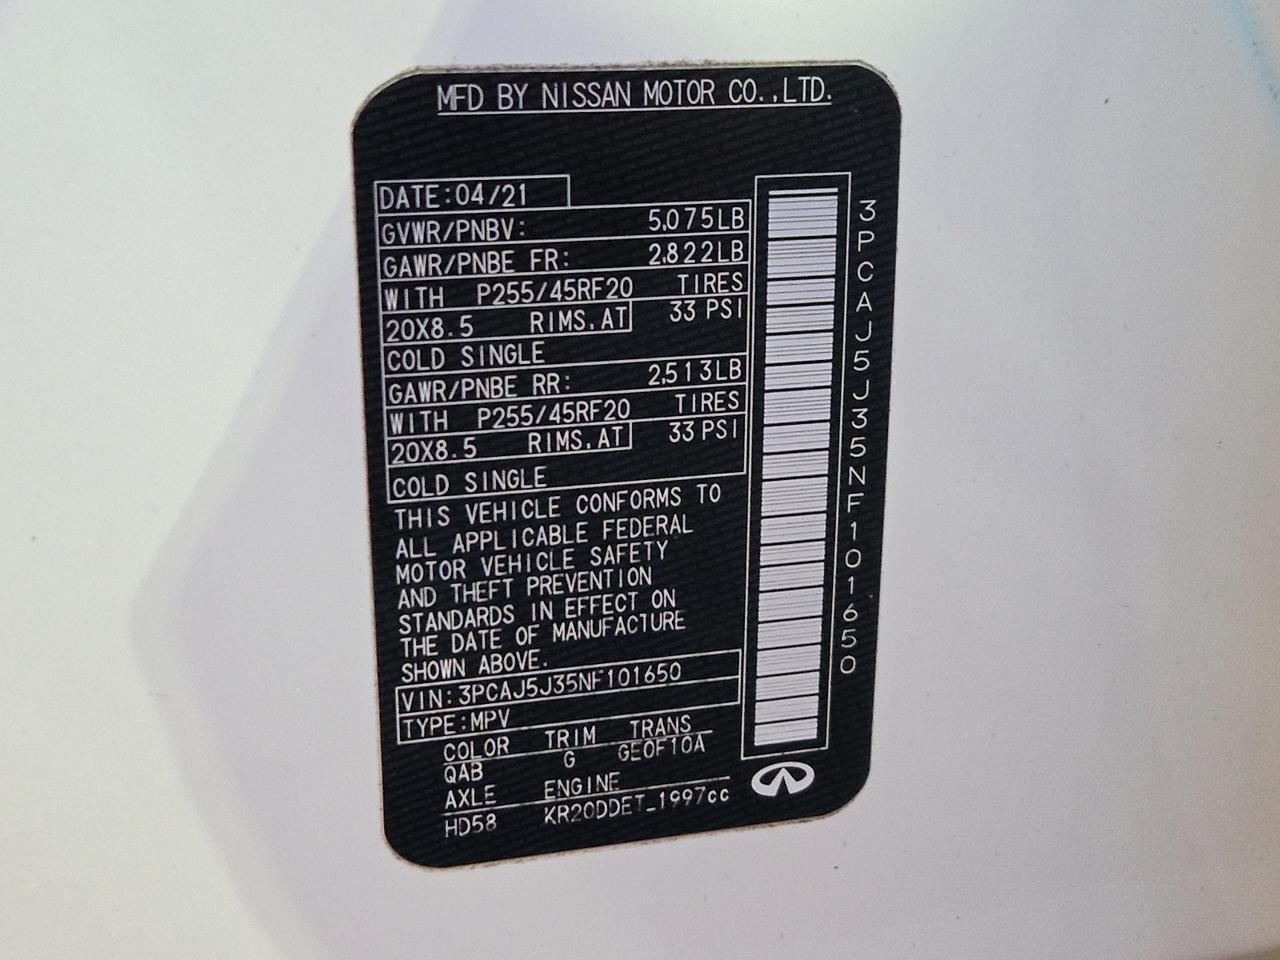 MFD BY NISSAN MOTOR CO.,LTD.
DATE:04/21
GVWR/PNBV: 5,075LB
GAWR/PNBE FR: 2,822LB
WITH P255/45RF20 TIRES
20X8.5 RIMS,AT 33 PSI
COLD SINGLE
GAWR/PNBE RR: 2,513LB
WITH P255/45RF20 TIRES
20X8.5 RIMS,AT 33 PSI
COLD SINGLE
THIS VEHICLE CONFORMS TO
ALL APPLICABLE FEDERAL
MOTOR VEHICLE SAFETY
AND THEFT PREVENTION
STANDARDS IN EFFECT ON
THE DATE OF MANUFACTURE
SHOWN ABOVE.
VIN:3PCAJ5J35NF101650
TYPE:MPV
COLOR TRIM TRANS
QAB G GE0F10A
AXLE ENGINE
HD58 KR20DDET_1997cc
3PCAJ5J35NF101650